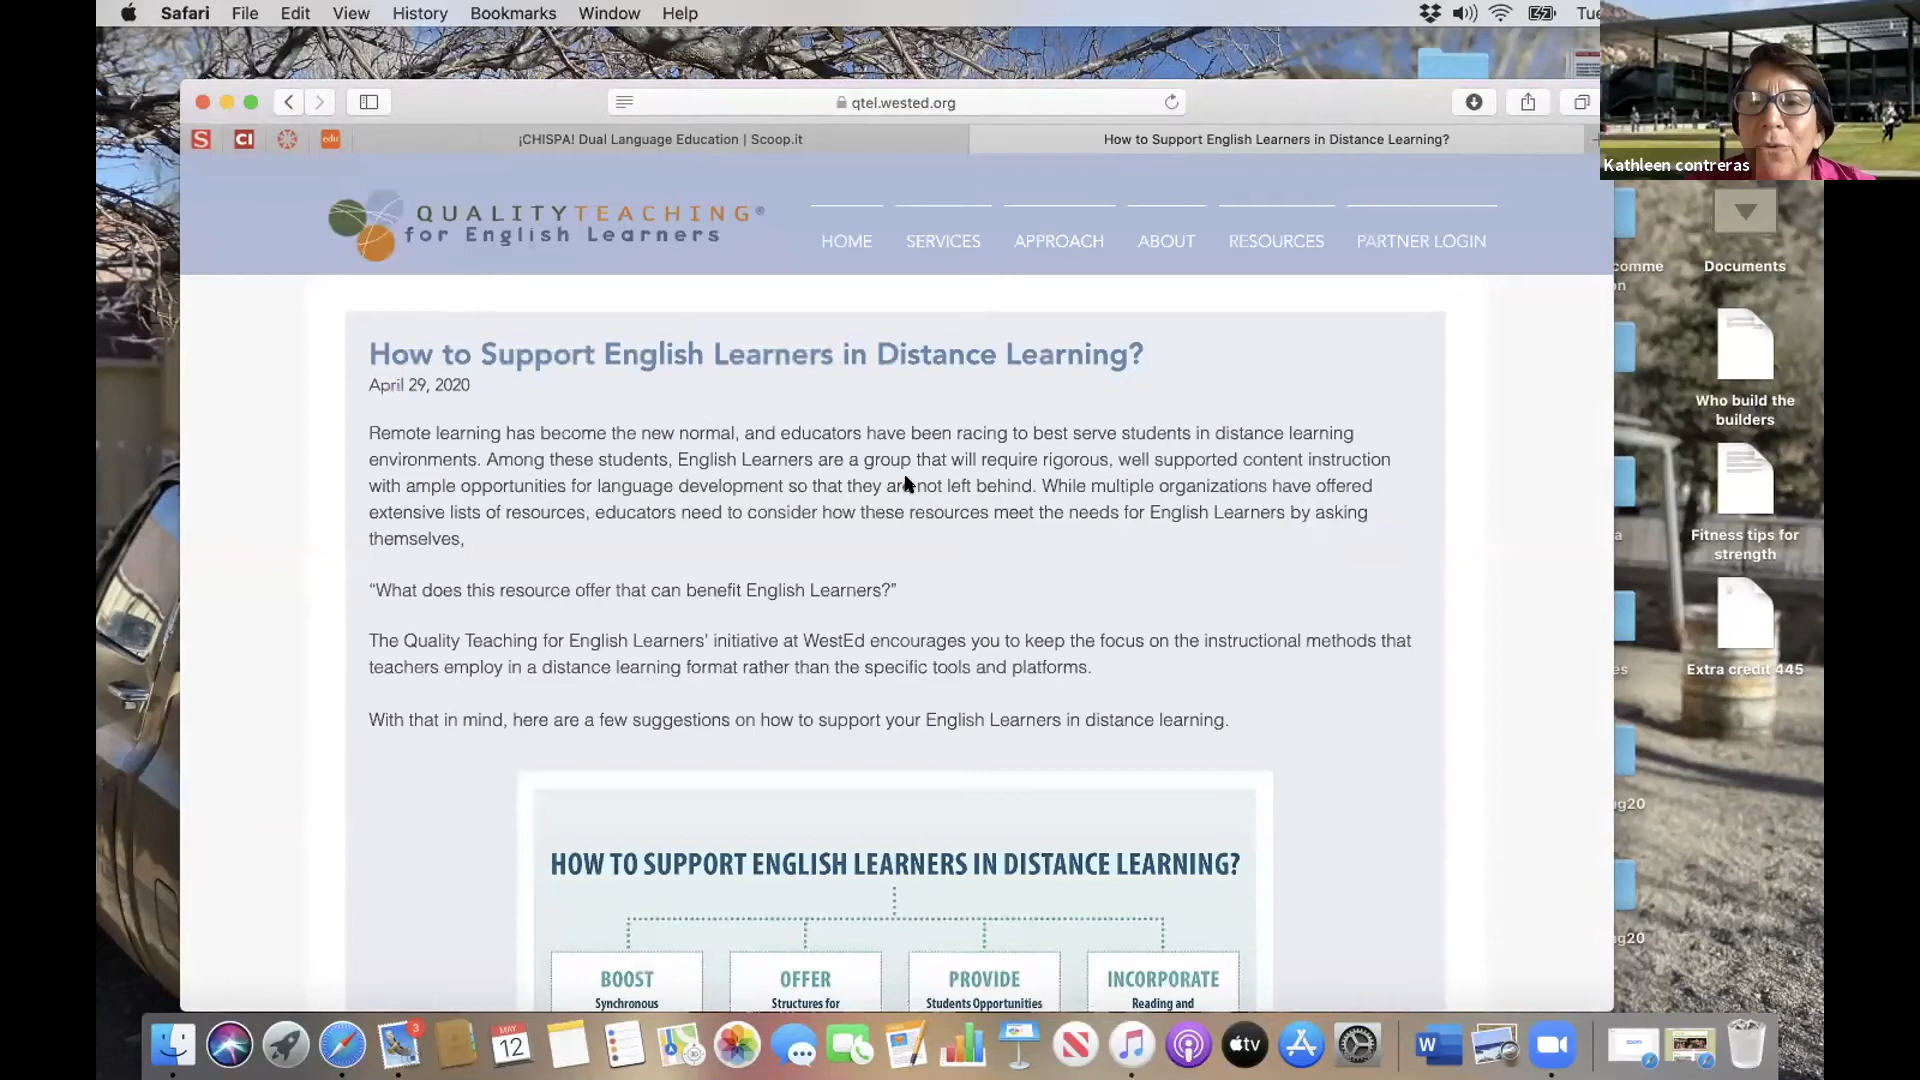 Safari File Edit View History Bookmarks Window Help
Tue
qtel.wested.org
S CI edu ¡CHISPA! Dual Language Education | Scoop.it How to Support English Learners in Distance Learning?
Kathleen contreras
QUALITYTEACHING®
for English Learners
HOME SERVICES APPROACH ABOUT RESOURCES PARTNER LOGIN
How to Support English Learners in Distance Learning?
April 29, 2020
Remote learning has become the new normal, and educators have been racing to best serve students in distance learning
environments. Among these students, English Learners are a group that will require rigorous, well supported content instruction
with ample opportunities for language development so that they are not left behind. While multiple organizations have offered
extensive lists of resources, educators need to consider how these resources meet the needs for English Learners by asking
themselves,
“What does this resource offer that can benefit English Learners?”
The Quality Teaching for English Learners’ initiative at WestEd encourages you to keep the focus on the instructional methods that
teachers employ in a distance learning format rather than the specific tools and platforms.
With that in mind, here are a few suggestions on how to support your English Learners in distance learning.
HOW TO SUPPORT ENGLISH LEARNERS IN DISTANCE LEARNING?
BOOST
Synchronous
OFFER
Structures for
PROVIDE
Students Opportunities
INCORPORATE
Reading and
Documents
Who build the
builders
Fitness tips for
strength
Extra credit 445
3
MAY
12
tv
W
zoom